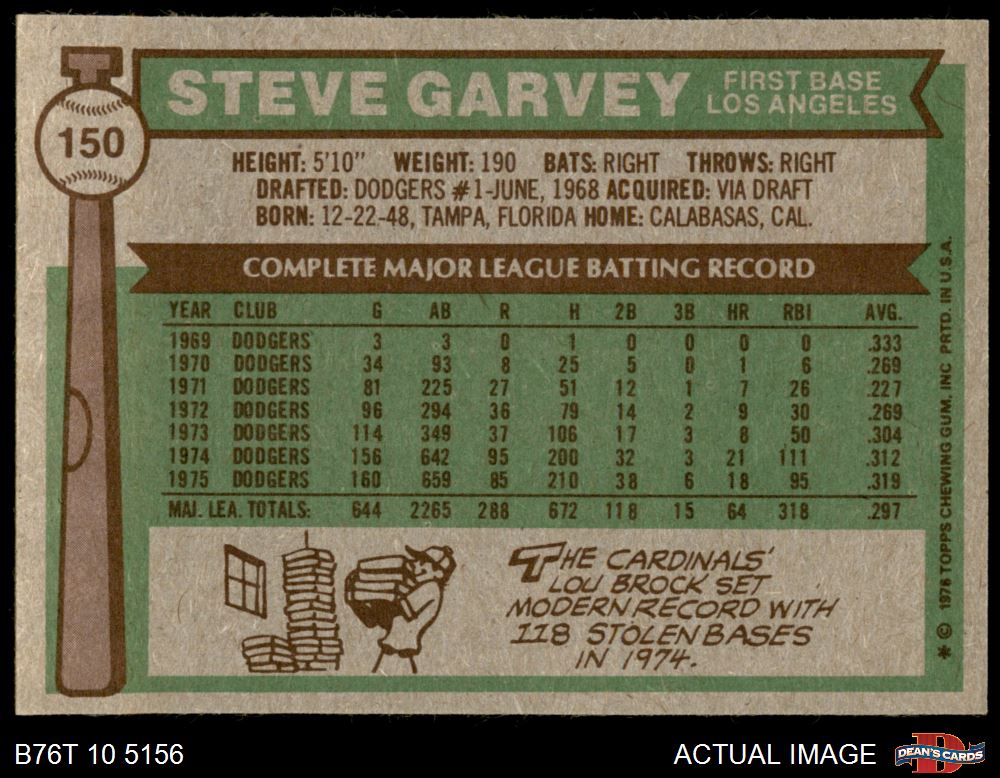 150
STEVE GARVEY
FIRST BASE
LOS ANGELES
HEIGHT: 5'10" WEIGHT: 190 BATS: RIGHT THROWS: RIGHT
DRAFTED: DODGERS #1-JUNE, 1968 ACQUIRED: VIA DRAFT
BORN: 12-22-48, TAMPA, FLORIDA HOME: CALABASAS, CAL.
COMPLETE MAJOR LEAGUE BATTING RECORD
YEAR CLUB G AB R H 2B 3B HR RBI AVG.
1969 DODGERS 3 3 0 1 0 0 0 0 .333
1970 DODGERS 34 93 8 25 5 0 1 6 .269
1971 DODGERS 81 225 27 51 12 1 7 26 .227
1972 DODGERS 96 294 36 79 14 2 9 30 .269
1973 DODGERS 114 349 37 106 17 3 8 50 .304
1974 DODGERS 156 642 95 200 32 3 21 111 .312
1975 DODGERS 160 659 85 210 38 6 18 95 .319
MAJ. LEA. TOTALS: 644 2265 288 672 118 15 64 318 .297
THE CARDINALS'
LOU BROCK SET
MODERN RECORD WITH
118 STOLEN BASES
IN 1974.
* © 1976 TOPPS CHEWING GUM, INC PRTD. IN U.S.A.
B76T 10 5156
ACTUAL IMAGE
DEAN'S CARDS